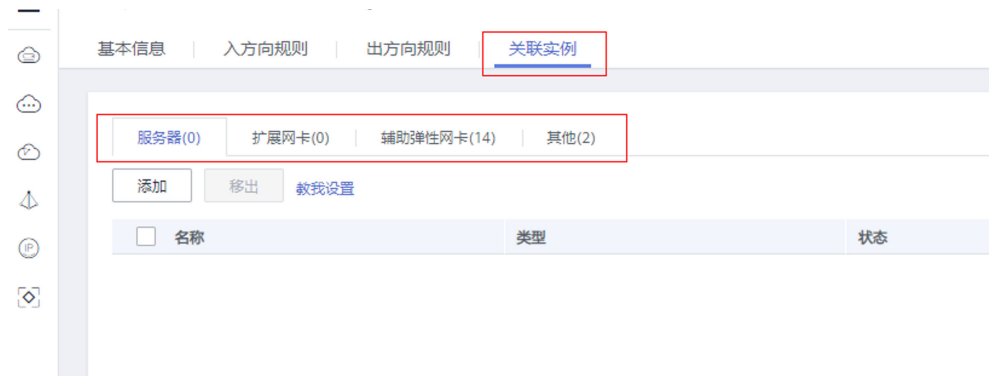 基本信息 入方向规则 出方向规则 关联实例
服务器(0) 扩展网卡(0) 辅助弹性网卡(14) 其他(2)
添加 移出 教我设置
名称 类型 状态
IP